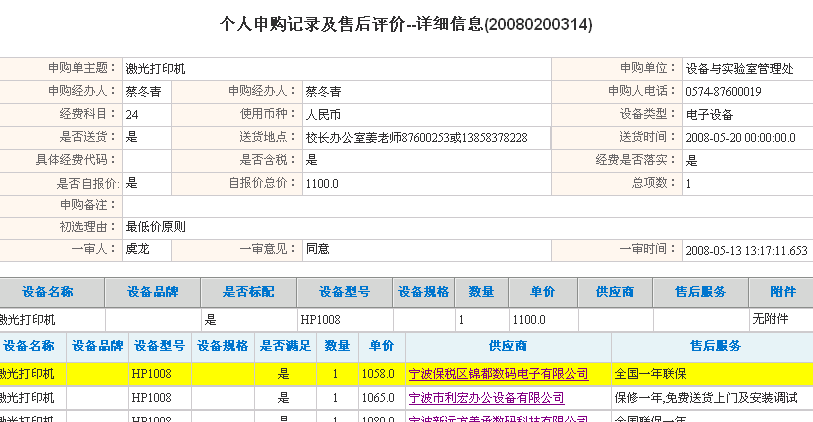 个人申购记录及售后评价--详细信息(20080200314)
申购单主题： 激光打印机 申购单位： 设备与实验室管理处
申购经办人： 蔡冬青 申购经办人： 蔡冬青 申购人电话： 0574-87600019
经费科目： 24 使用币种： 人民币 设备类型： 电子设备
是否送货： 是 送货地点： 校长办公室姜老师87600253或13858378228 送货时间： 2008-05-20 00:00:00.0
具体经费代码： 是否含税： 是 经费是否落实： 是
是否自报价: 是 自报价总价： 1100.0 总项数： 1
申购备注：
初选理由： 最低价原则
一审人： 虞龙 一审意见： 同意 一审时间： 2008-05-13 13:17:11.653
设备名称 设备品牌 是否标配 设备型号 设备规格 数量 单价 供应商 售后服务 附件
激光打印机 是 HP1008 1 1100.0 无附件
设备名称 设备品牌 设备型号 设备规格 是否满足 数量 单价 供应商 售后服务
激光打印机 HP1008 是 1 1058.0 宁波保税区锦都数码电子有限公司 全国一年联保
激光打印机 HP1008 是 1 1065.0 宁波市利宏办公设备有限公司 保修一年,免费送货上门及安装调试